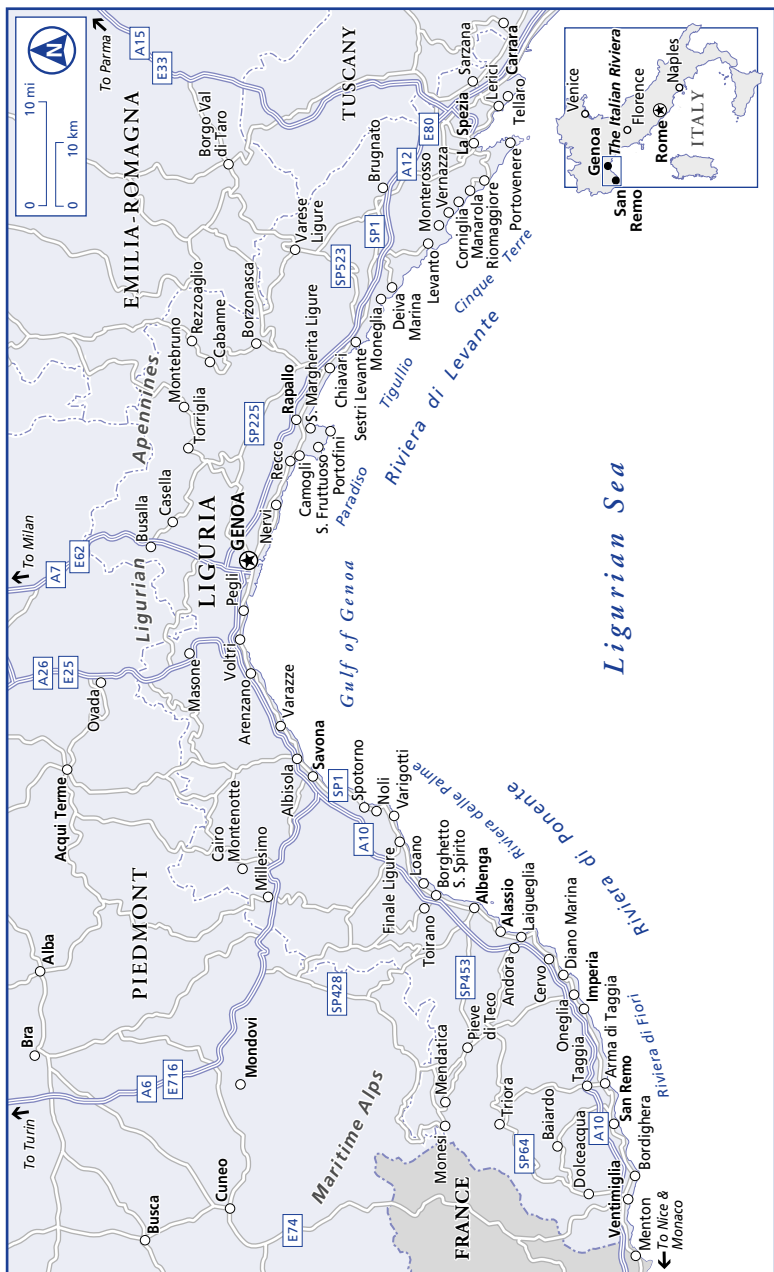 To Turin
To Milan
To Parma
0
10 mi
0
10 km
N
A6
E716
A26
E25
A7
E62
A15
E33
Bra
Alba
Acqui Terme
Ovada
Busca
Cuneo
Mondovi
PIEDMONT
EMILIA-ROMAGNA
Borgo Val
di Taro
TUSCANY
E74
Maritime Alps
Cairo
Montenotte
Millesimo
SP428
Masone
Ligurian
Apennines
Busalla
Casella
Torriglia
Montebruno
Rezzoaglio
Cabanne
Borzonasca
Varese
Ligure
Brugnato
SP523
SP1
A12
E80
SP225
LIGURIA
GENOA
Pegli
Voltri
Arenzano
Varazze
Albisola
Savona
SP1
Spotorno
Noli
Varigotti
A10
Finale Ligure
Loano
Borghetto
S. Spirito
Toirano
Albenga
Alassio
Laigueglia
Andora
SP453
Cervo
Diano Marina
Oneglia
Imperia
Pieve
di Teco
Mendatica
Monesi
Triora
Taggia
Arma di Taggia
Baiardo
SP64
Dolceacqua
A10
San Remo
Bordighera
Ventimiglia
Menton
To Nice &
Monaco
FRANCE
Nervi
Recco
Camogli
S. Fruttuoso
Portofini
Rapallo
S. Margherita Ligure
Chiavari
Sestri Levante
Moneglia
Deiva
Marina
Levanto
Monterosso
Vernazza
Corniglia
Manarola
Riomaggiore
Portovenere
La Spezia
Sarzana
Lerici
Tellaro
Carrara
Paradiso
Tigullio
Cinque Terre
Riviera di Levante
Gulf of Genoa
Riviera delle Palme
Riviera di Ponente
Riviera di Fiori
Ligurian Sea
Venice
Genoa
The Italian Riviera
Florence
San
Remo
Rome
Naples
ITALY